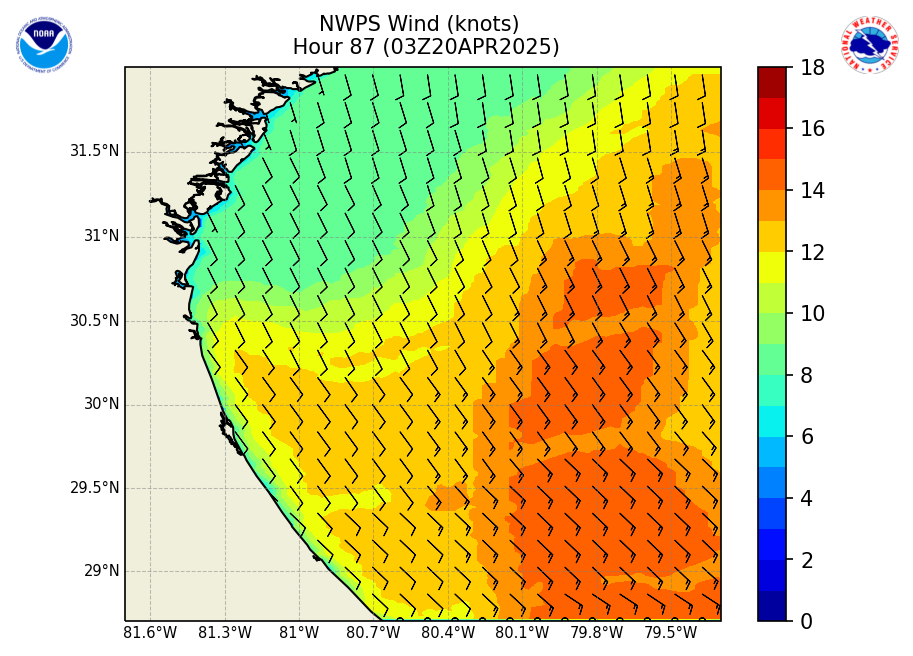 NWPS Wind (knots)
Hour 87 (03Z20APR2025)
NOAA
NATIONAL WEATHER SERVICE
31.5°N
31°N
30.5°N
30°N
29.5°N
29°N
81.6°W 81.3°W 81°W 80.7°W 80.4°W 80.1°W 79.8°W 79.5°W
18
16
14
12
10
8
6
4
2
0